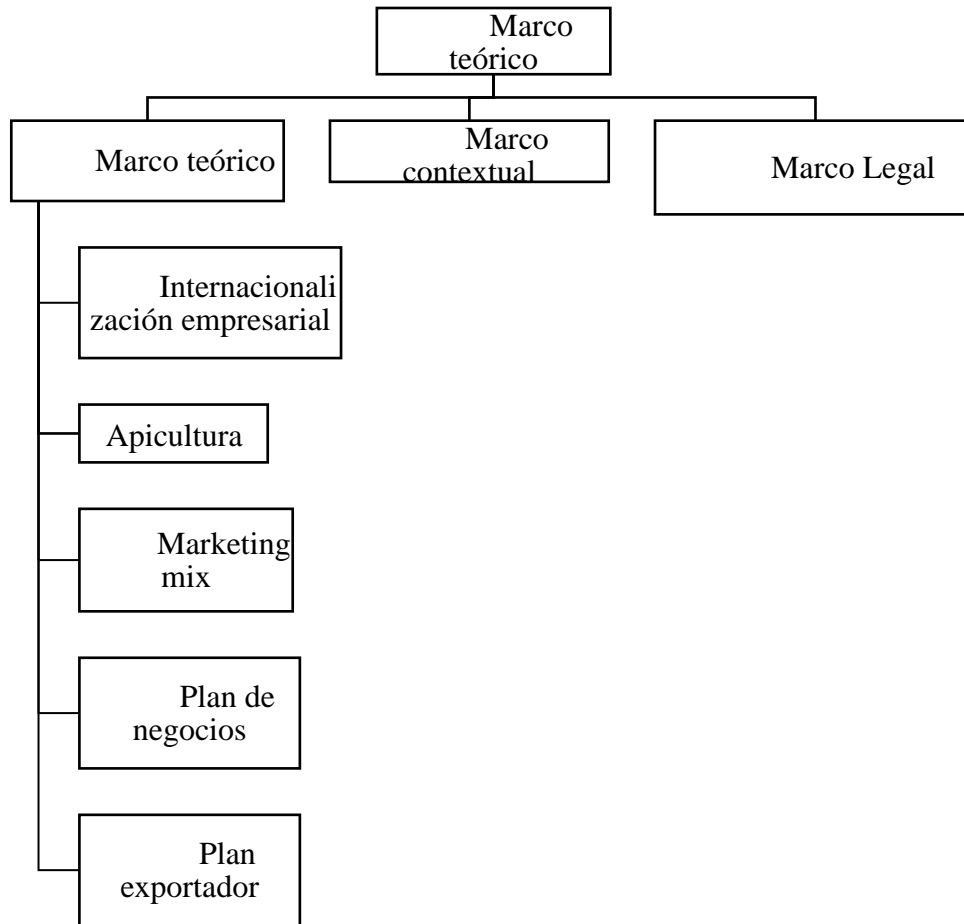 Marco
teórico
Marco teórico
Marco
contextual
Marco Legal
Internacionali
zación empresarial
Apicultura
Marketing
mix
Plan de
negocios
Plan
exportador